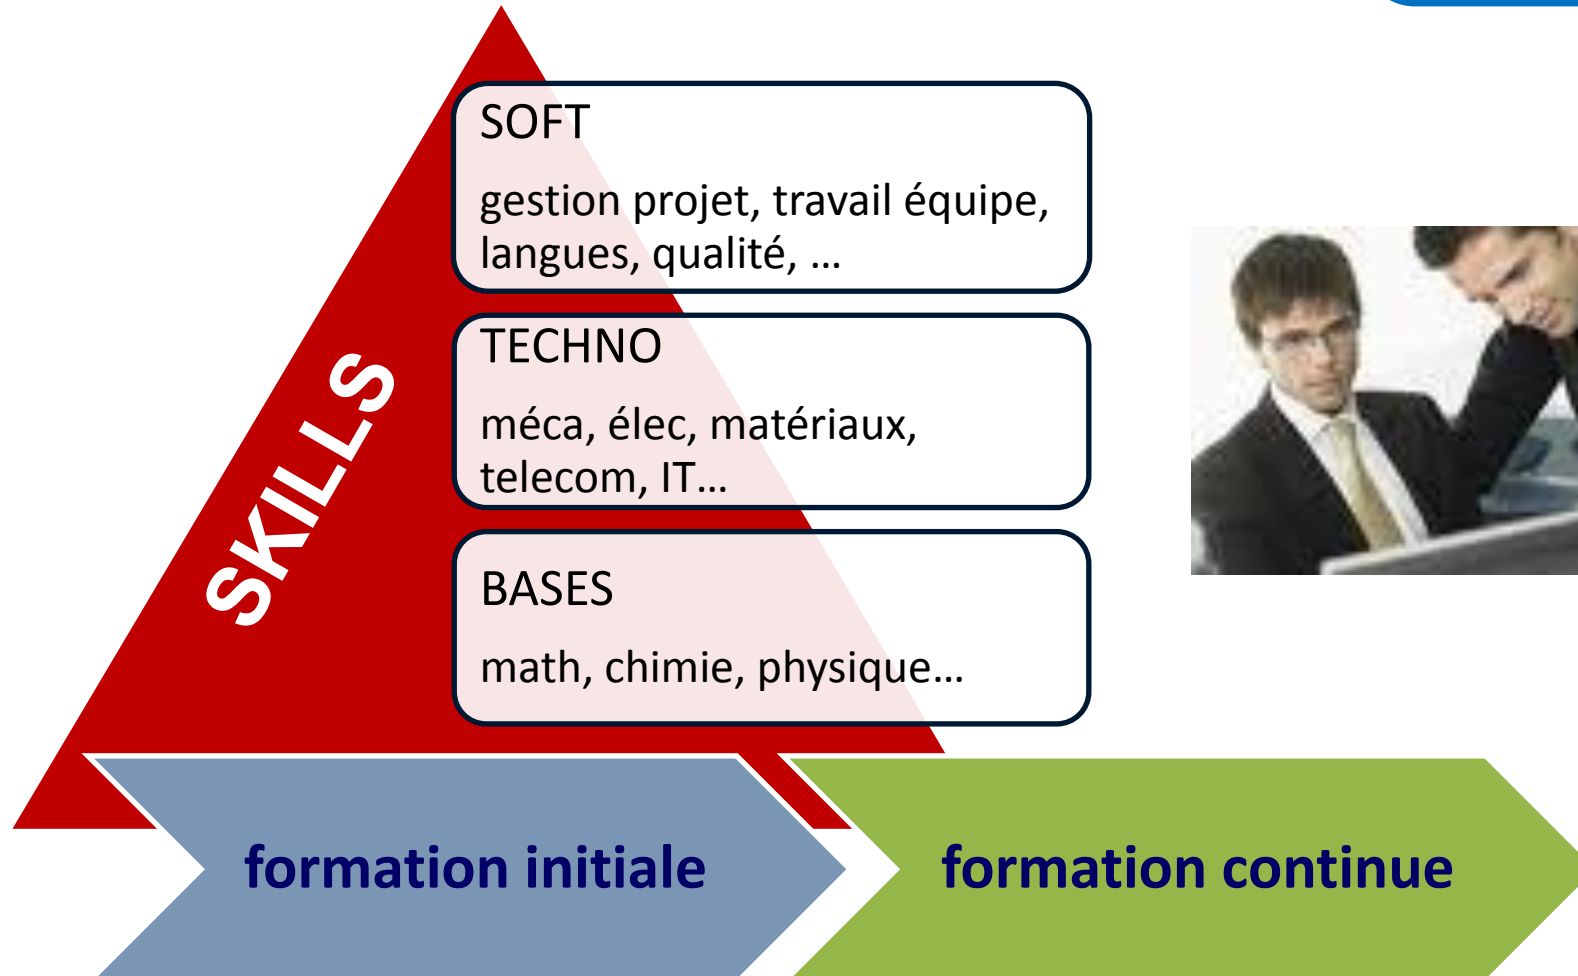 SOFT
gestion projet, travail équipe,
langues, qualité, ...
TECHNO
méca, élec, matériaux,
telecom, IT...
BASES
math, chimie, physique...
SKILLS
formation initiale
formation continue